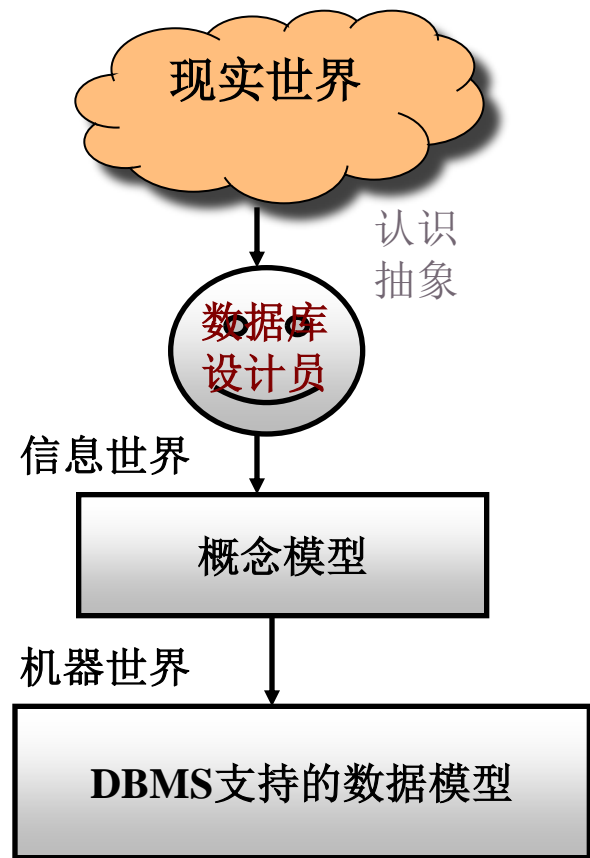 现实世界
认识
抽象
数据库
设计员
信息世界
概念模型
机器世界
DBMS支持的数据模型